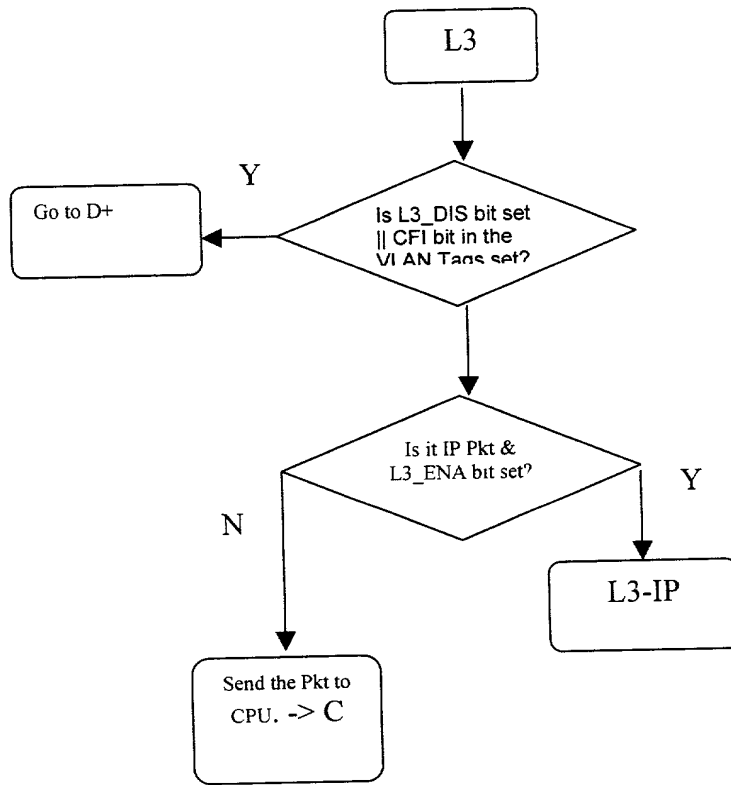 L3
Y
Go to D+
Is L3_DIS bit set
|| CFI bit in the
VLAN Tags set?
Is it IP Pkt &
L3_ENA bit set?
Y
N
L3-IP
Send the Pkt to
CPU. -> C